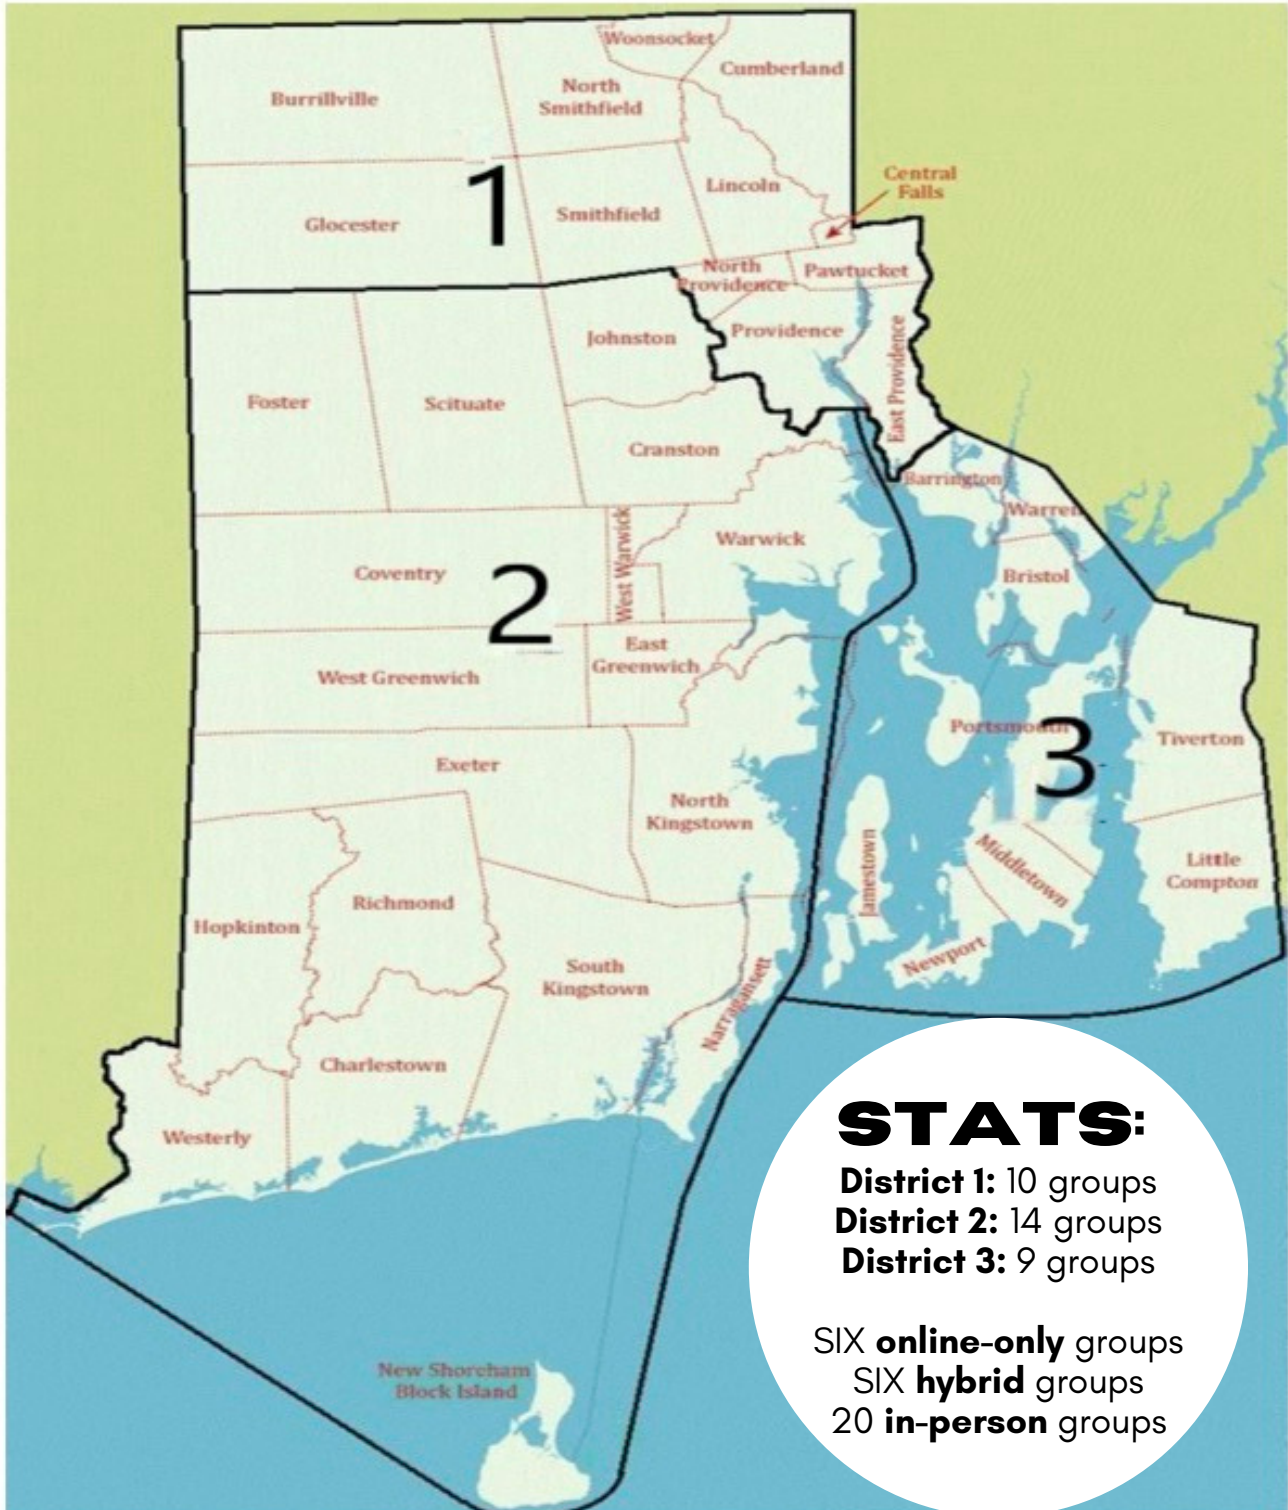 Woonsocket
Cumberland
North
Smithfield
Burrillville
Central
Falls
Lincoln
1
Smithfield
Glocester
North
Providence
Pawtucket
Providence
Johnston
East Providence
Foster
Scituate
Cranston
Barrington
Warren
West Warwick
Warwick
Coventry
2
Bristol
East
Greenwich
West Greenwich
Portsmouth
3
Tiverton
Exeter
North
Kingstown
Jamestown
Middletown
Little
Compton
Richmond
Hopkinton
Newport
South
Kingstown
Narragansett
Charlestown
Westerly
New Shoreham
Block Island
STATS:
District 1: 10 groups
District 2: 14 groups
District 3: 9 groups
SIX online-only groups
SIX hybrid groups
20 in-person groups